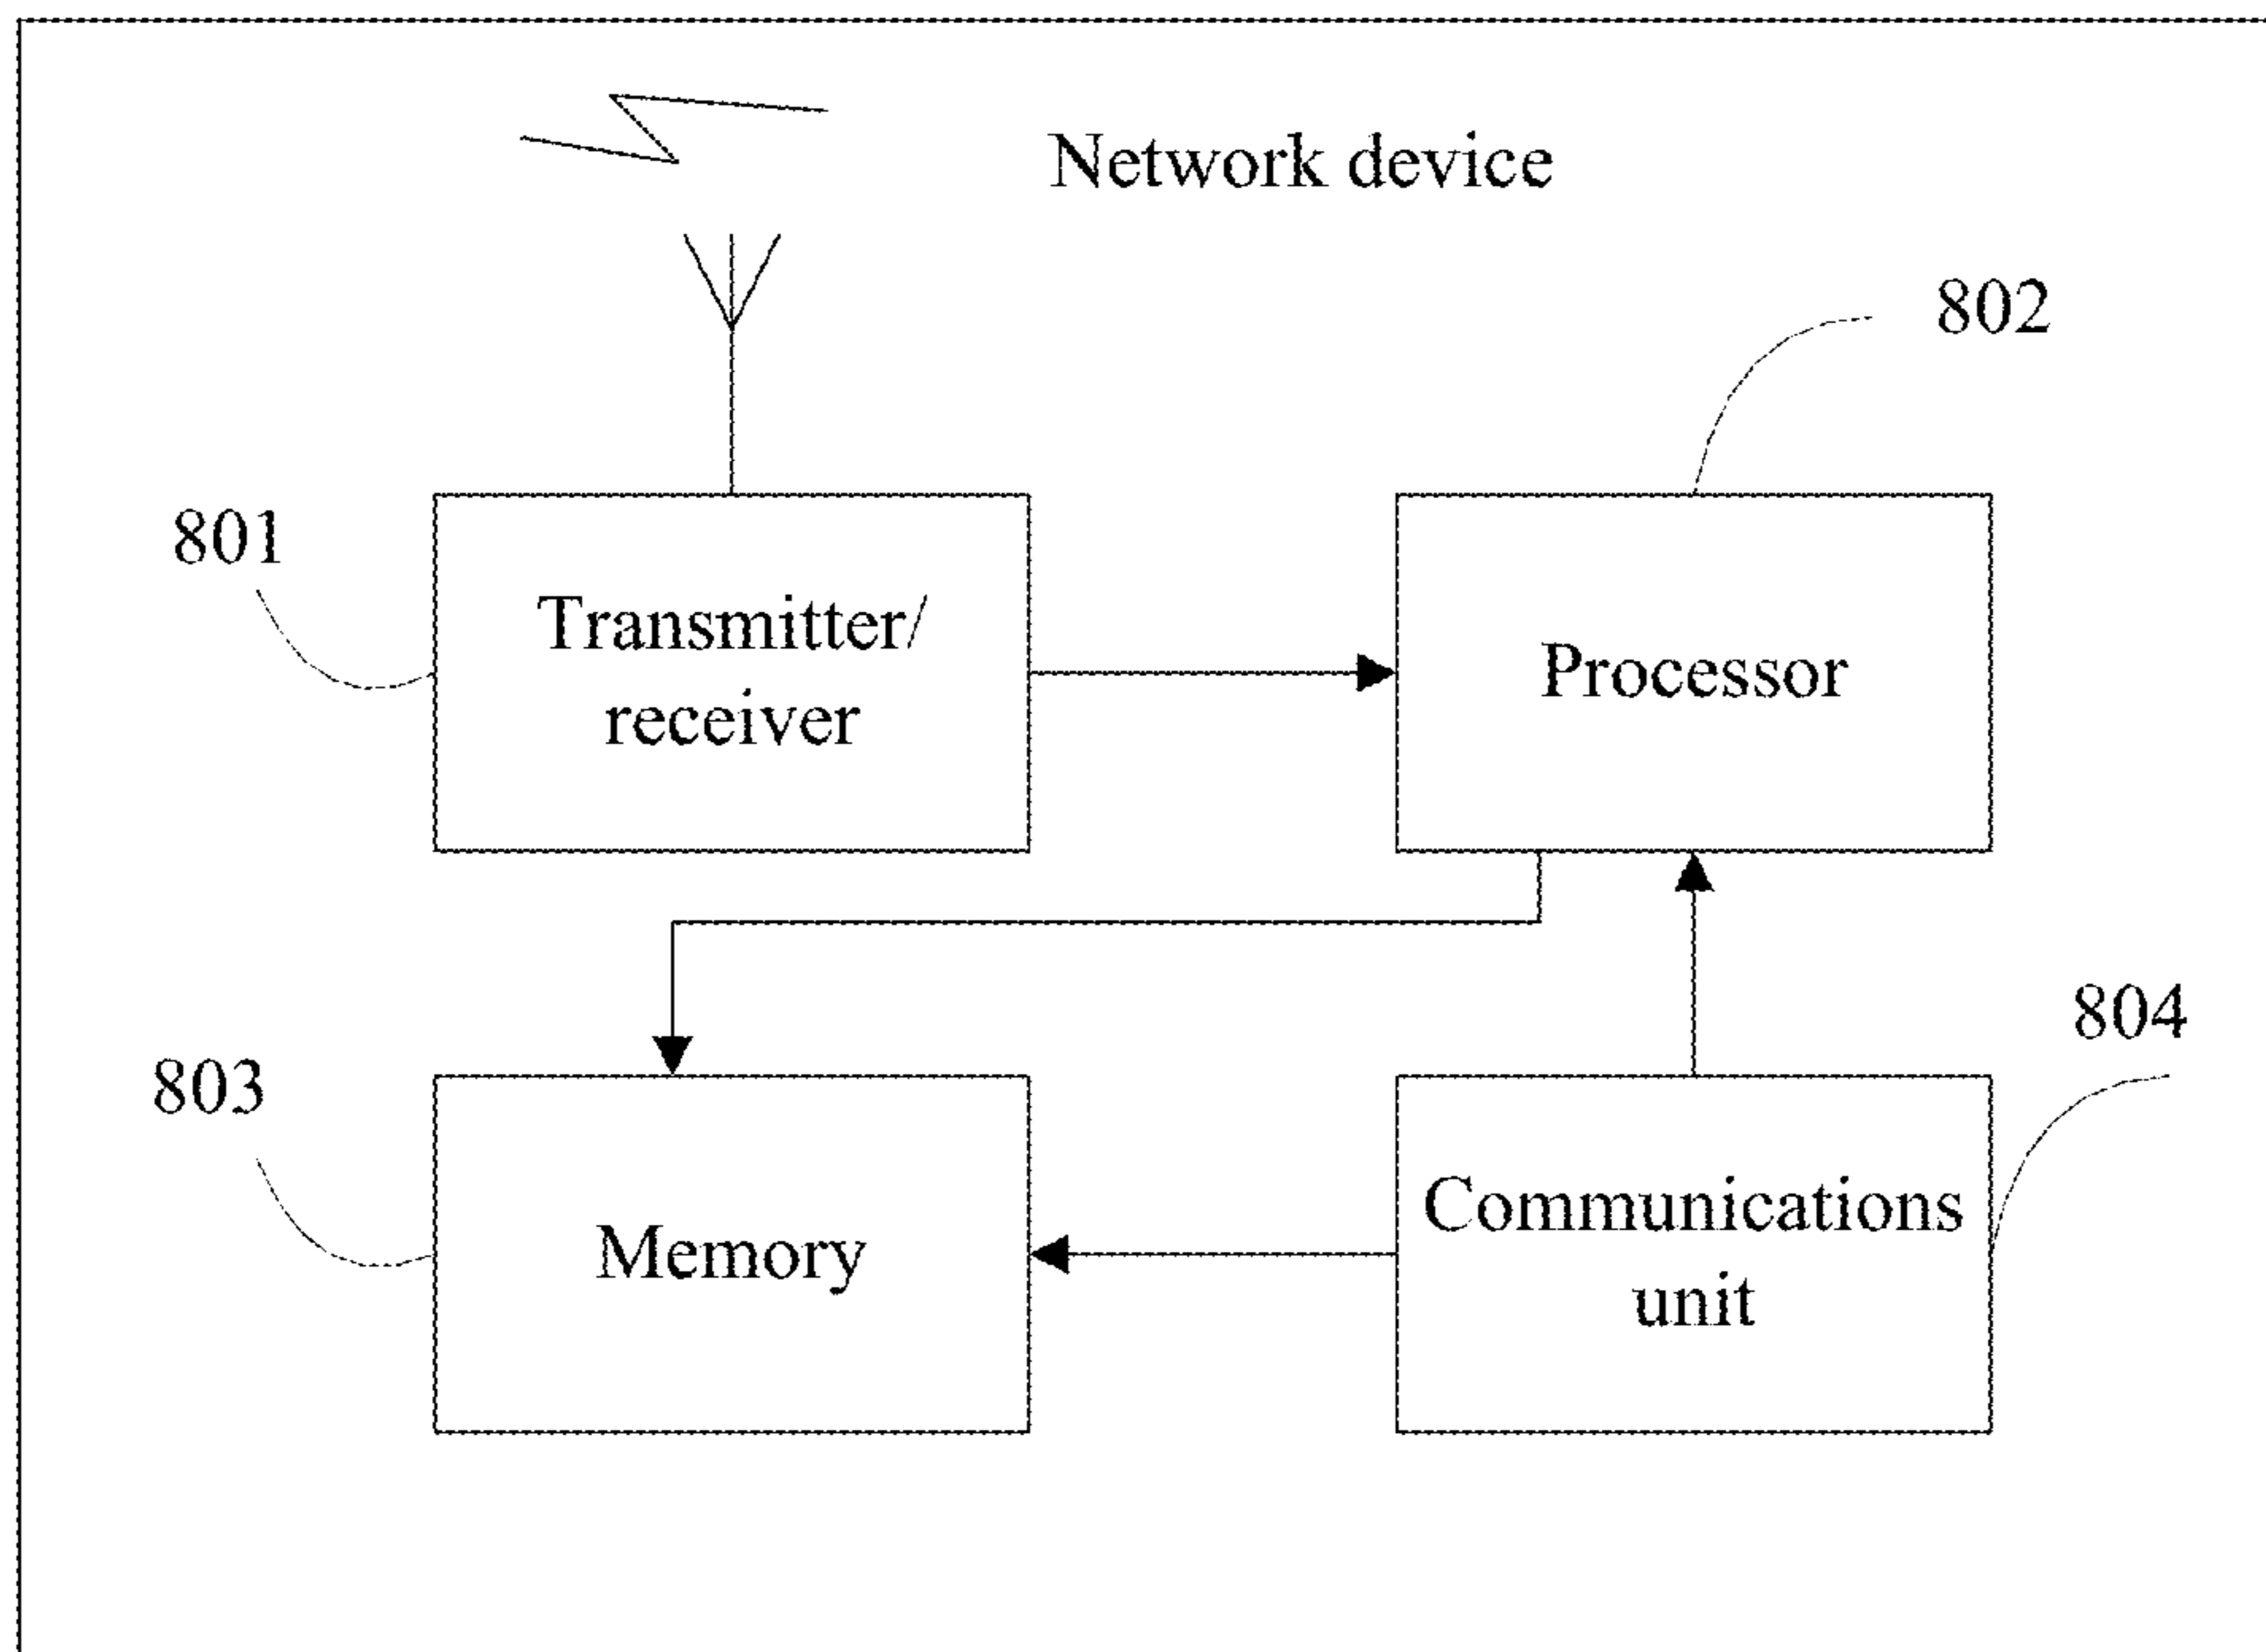 Network device
802
801
Transmitter/
receiver
Processor
804
803
Memory
Communications
unit